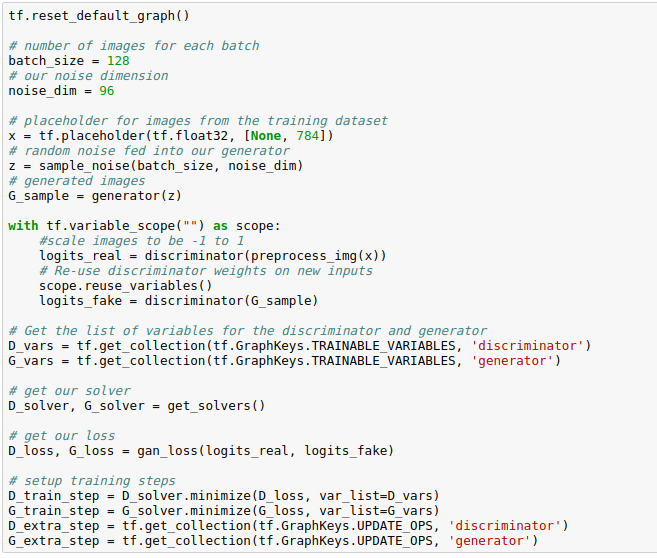 tf.reset_default_graph()
# number of images for each batch
batch_size = 128
# our noise dimension
noise_dim = 96
# placeholder for images from the training dataset
x = tf.placeholder(tf.float32, [None, 784])
# random noise fed into our generator
z = sample_noise(batch_size, noise_dim)
# generated images
G_sample = generator(z)
with tf.variable_scope("") as scope:
    #scale images to be -1 to 1
    logits_real = discriminator(preprocess_img(x))
    # Re-use discriminator weights on new inputs
    scope.reuse_variables()
    logits_fake = discriminator(G_sample)
# Get the list of variables for the discriminator and generator
D_vars = tf.get_collection(tf.GraphKeys.TRAINABLE_VARIABLES, 'discriminator')
G_vars = tf.get_collection(tf.GraphKeys.TRAINABLE_VARIABLES, 'generator')
# get our solver
D_solver, G_solver = get_solvers()
# get our loss
D_loss, G_loss = gan_loss(logits_real, logits_fake)
# setup training steps
D_train_step = D_solver.minimize(D_loss, var_list=D_vars)
G_train_step = G_solver.minimize(G_loss, var_list=G_vars)
D_extra_step = tf.get_collection(tf.GraphKeys.UPDATE_OPS, 'discriminator')
G_extra_step = tf.get_collection(tf.GraphKeys.UPDATE_OPS, 'generator')